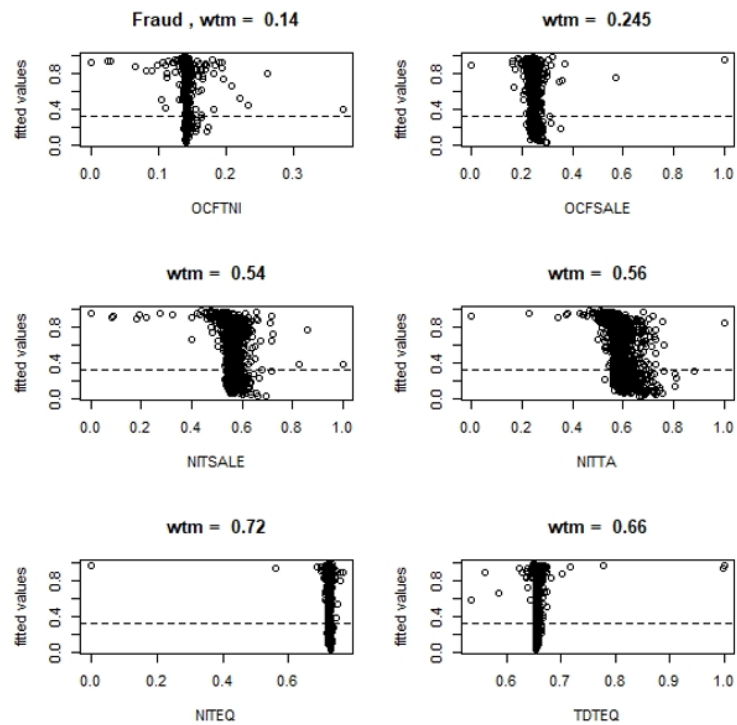 Fraud , wtm = 0.14
wtm = 0.245
fitted values
0.0 0.4 0.8
0.0 0.1 0.2 0.3
OCFTNI
fitted values
0.0 0.4 0.8
0.0 0.2 0.4 0.6 0.8 1.0
OCFSALE
wtm = 0.54
wtm = 0.56
fitted values
0.0 0.4 0.8
0.0 0.2 0.4 0.6 0.8 1.0
NITSALE
fitted values
0.0 0.4 0.8
0.0 0.2 0.4 0.6 0.8 1.0
NITTA
wtm = 0.72
wtm = 0.66
fitted values
0.0 0.4 0.8
0.0 0.2 0.4 0.6
NITEQ
fitted values
0.0 0.4 0.8
0.6 0.7 0.8 0.9 1.0
TDTEQ